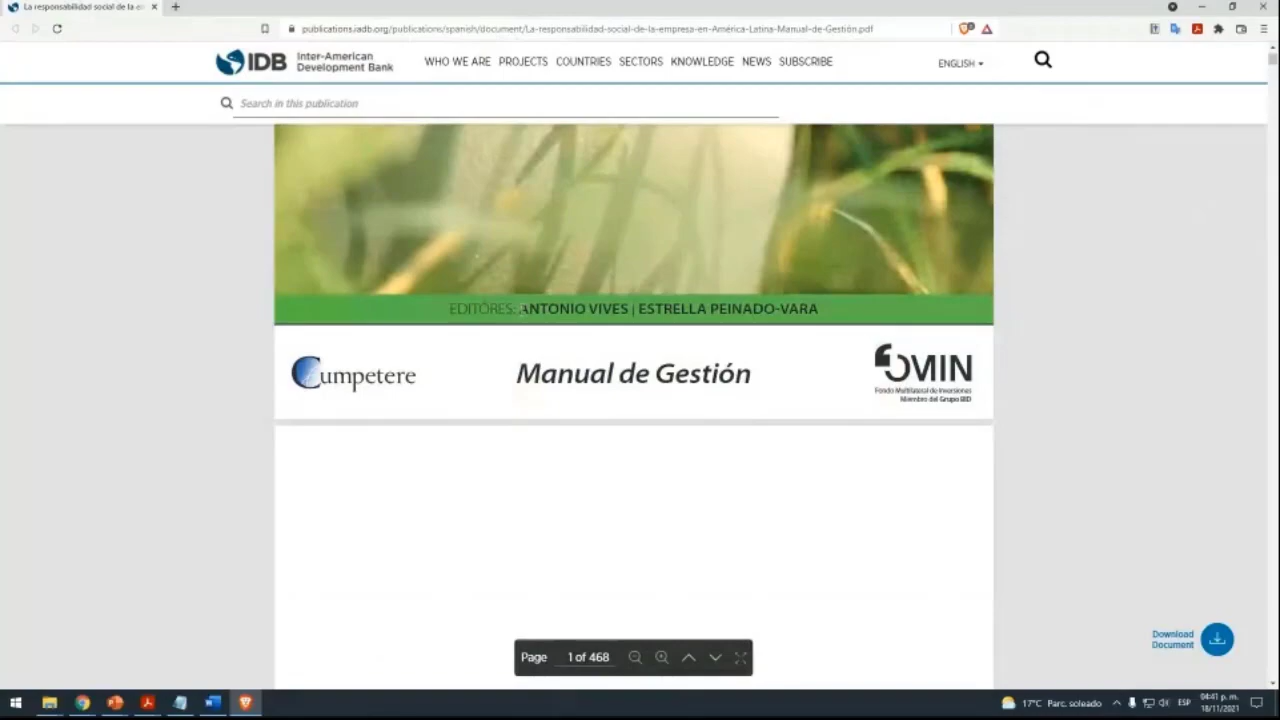 La responsabilidad social de la e
publications.iadb.org/publications/spanish/document/La-responsabilidad-social-de-la-empresa-en-América-Latina-Manual-de-Gestión.pdf
IDB Inter-American Development Bank
WHO WE ARE PROJECTS COUNTRIES SECTORS KNOWLEDGE NEWS SUBSCRIBE
ENGLISH
Search in this publication
EDITORES: ANTONIO VIVES | ESTRELLA PEINADO-VARA
Cumpetere
Manual de Gestión
FOMIN
Fondo Multilateral de Inversiones
Miembro del Grupo BID
Download
Document
Page 1 of 468
17°C Parc. soleado
ESP
04:41 p. m.
18/11/2021